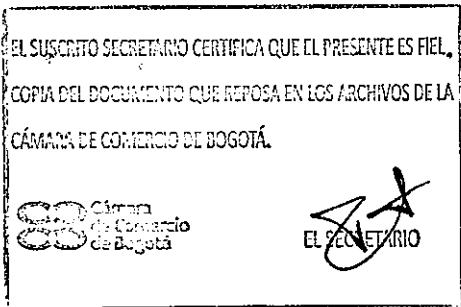 EL SUSCRITO SECRETARIO CERTIFICA QUE EL PRESENTE ES FIEL
COPIA DEL DOCUMENTO QUE REPOSA EN LOS ARCHIVOS DE LA
CÁMARA DE COMERCIO DE BOGOTÁ.
Cámara
de Comercio
de Bogotá
EL SECRETARIO